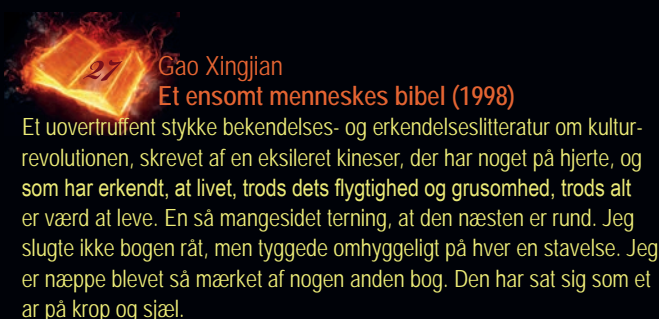 27
Gao Xingjian
Et ensomt menneskes bibel (1998)
Et uovertruffent stykke bekendelses- og erkendelseslitteratur om kultur-
revolutionen, skrevet af en eksileret kineser, der har noget på hjerte, og
som har erkendt, at livet, trods dets flygtighed og grusomhed, trods alt
er værd at leve. En så mangesidet terning, at den næsten er rund. Jeg
slugte ikke bogen råt, men tyggede omhyggeligt på hver en stavelse. Jeg
er næppe blevet så mærket af nogen anden bog. Den har sat sig som et
ar på krop og sjæl.